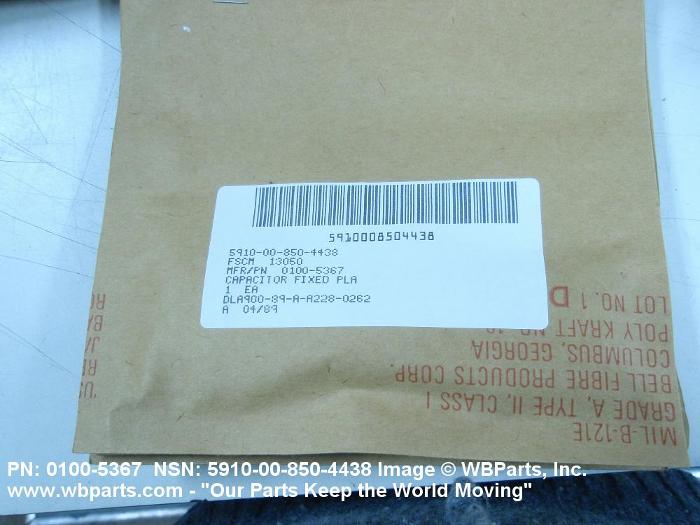 5910008504438
5910-00-850-4438
FSCM 13050
MFR/PN 0100-5367
CAPACITOR FIXED PLA
1 EA
DLA900-89-A-A228-0262
A 04/89
MIL-B-121E
GRADE A, TYPE II, CLASS I
BELL FIBRE PRODUCTS CORP.
COLUMBUS, GEORGIA
POLY KRAFT
LOT NO. 1 D
PN: 0100-5367 NSN: 5910-00-850-4438 Image © WBParts, Inc.
www.wbparts.com - "Our Parts Keep the World Moving"